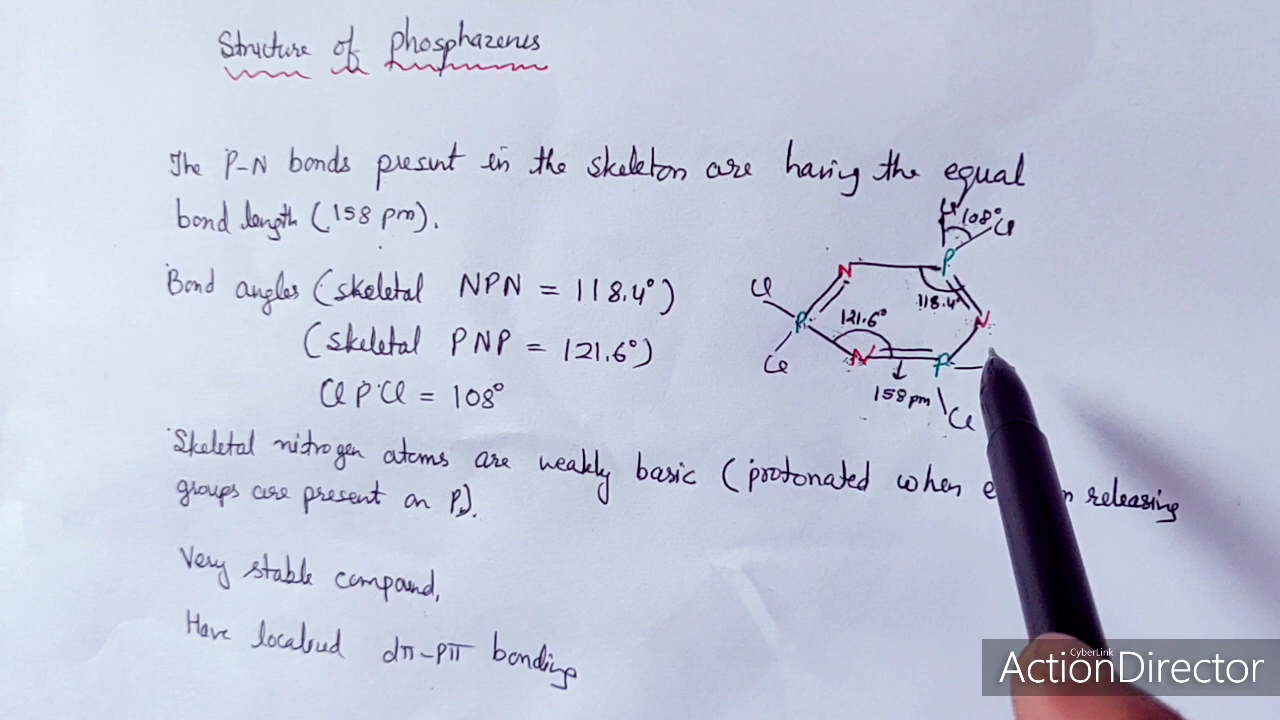 Structure of phosphazenes
The P-N bonds present in the skeleton are having the equal
bond length (158 pm).
Bond angles (skeletal NPN = 118.4°)
(skeletal PNP = 121.6°)
Cl P Cl = 108°
Skeletal nitrogen atoms are weakly basic (protonated when releasing
groups are present on P).
Very stable compound,
Have dπ-pπ bonding
Cl 108° Cl
N P
Cl 118.4°
P 121.6° N
Cl N P
158 pm
Cl
CyberLink
ActionDirector